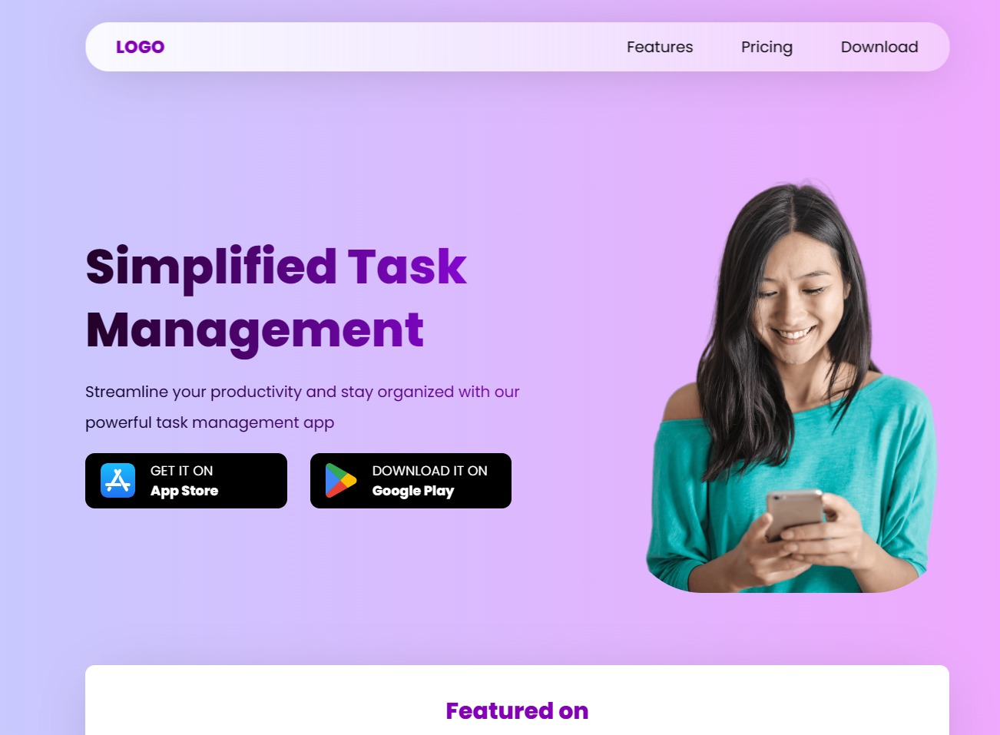 LOGO
Features
Pricing
Download
Simplified Task
Management
Streamline your productivity and stay organized with our
powerful task management app
GET IT ON
App Store
DOWNLOAD IT ON
Google Play
Featured on